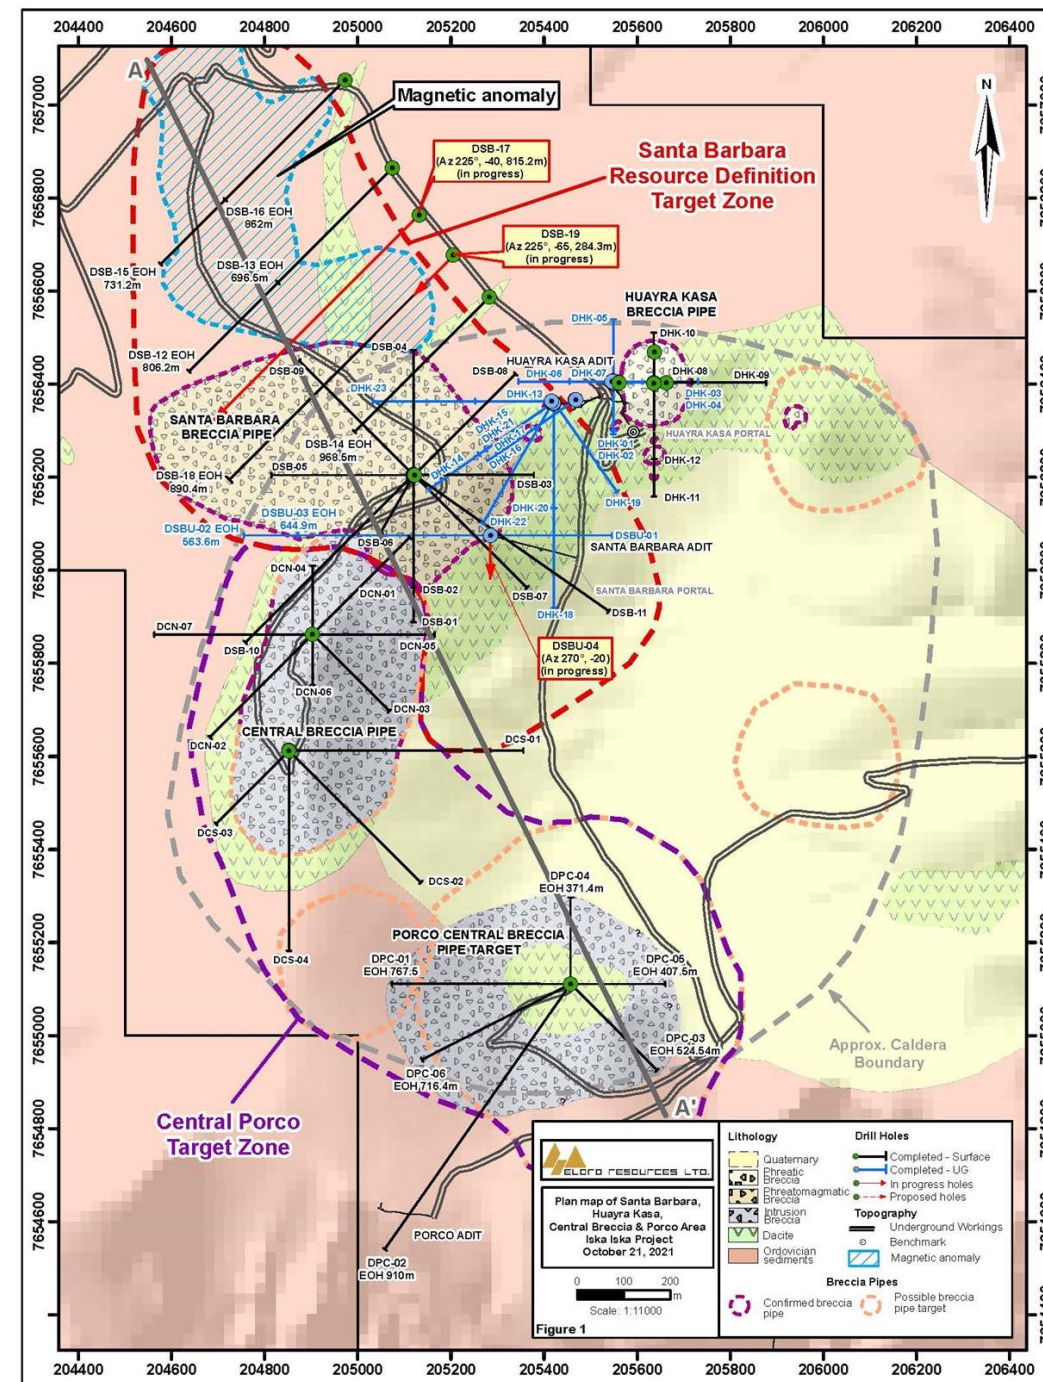 204400 204600 204800 205000 205200 205400 205600 205800 206000 206200 206400
A
N
Magnetic anomaly
DSB-17
(Az 225°, -40, 815.2m)
(in progress)
Santa Barbara
Resource Definition
Target Zone
DSB-16 EOH
862m
DSB-19
(Az 225°, -65, 284.3m)
(in progress)
DSB-15 EOH
731.2m
DSB-13 EOH
696.5m
HUAYRA KASA
BRECCIA PIPE
DHK-05
DHK-10
DSB-12 EOH
806.2m
DSB-04
DSB-09
HUAYRA KASA ADIT
DSB-08
DHK-06
DHK-07
DHK-08
DHK-09
DHK-23
DHK-13
DHK-03
DHK-04
SANTA BARBARA
BRECCIA PIPE
DHK-15
DHK-21
DHK-17
DHK-16
DHK-14
HUAYRA KASA PORTAL
DHK-01
DHK-02
DSB-14 EOH
968.5m
DHK-12
DSB-05
DSB-18 EOH
890.4m
DSB-03
DHK-11
DHK-19
DHK-20
DHK-22
DSBU-03 EOH
644.9m
DSBU-02 EOH
563.6m
DSBU-01
DSB-06
SANTA BARBARA ADIT
DCN-04
DCN-01
DSB-02
DSB-07
SANTA BARBARA PORTAL
DHK-18
DSB-11
DCN-07
DSB-01
DSB-10
DCN-05
DSBU-04
(Az 270°, -20)
(in progress)
DCN-06
DCN-03
CENTRAL BRECCIA PIPE
DCN-02
DCS-01
DCS-03
DCS-02
DPC-04
EOH 371.4m
PORCO CENTRAL BRECCIA
PIPE TARGET
?
DCS-04
DPC-01
EOH 767.5
DPC-05
EOH 407.5m
?
DPC-03
EOH 524.54m
Approx. Caldera
Boundary
DPC-06
EOH 716.4m
?
A'
Central Porco
Target Zone
PORCO ADIT
DPC-02
EOH 910m
ELORO RESOURCES LTD.
Plan map of Santa Barbara,
Huayra Kasa,
Central Breccia & Porco Area
Iska Iska Project
October 21, 2021
0 100 200
m
Scale: 1:11000
Figure 1
Lithology
Quaternary
Phreatic
Breccia
Phreatomagmatic
Breccia
Intrusion
Breccia
Dacite
Ordovician
sediments
Drill Holes
Completed - Surface
Completed - UG
In progress holes
Proposed holes
Topography
Underground Workings
Benchmark
Magnetic anomaly
Breccia Pipes
Confirmed breccia
pipe
Possible breccia
pipe target
7657000
7656800
7656600
7656400
7656200
7656000
7655800
7655600
7655400
7655200
7655000
7654800
7654600
204400 204600 204800 205000 205200 205400 205600 205800 206000 206200 206400